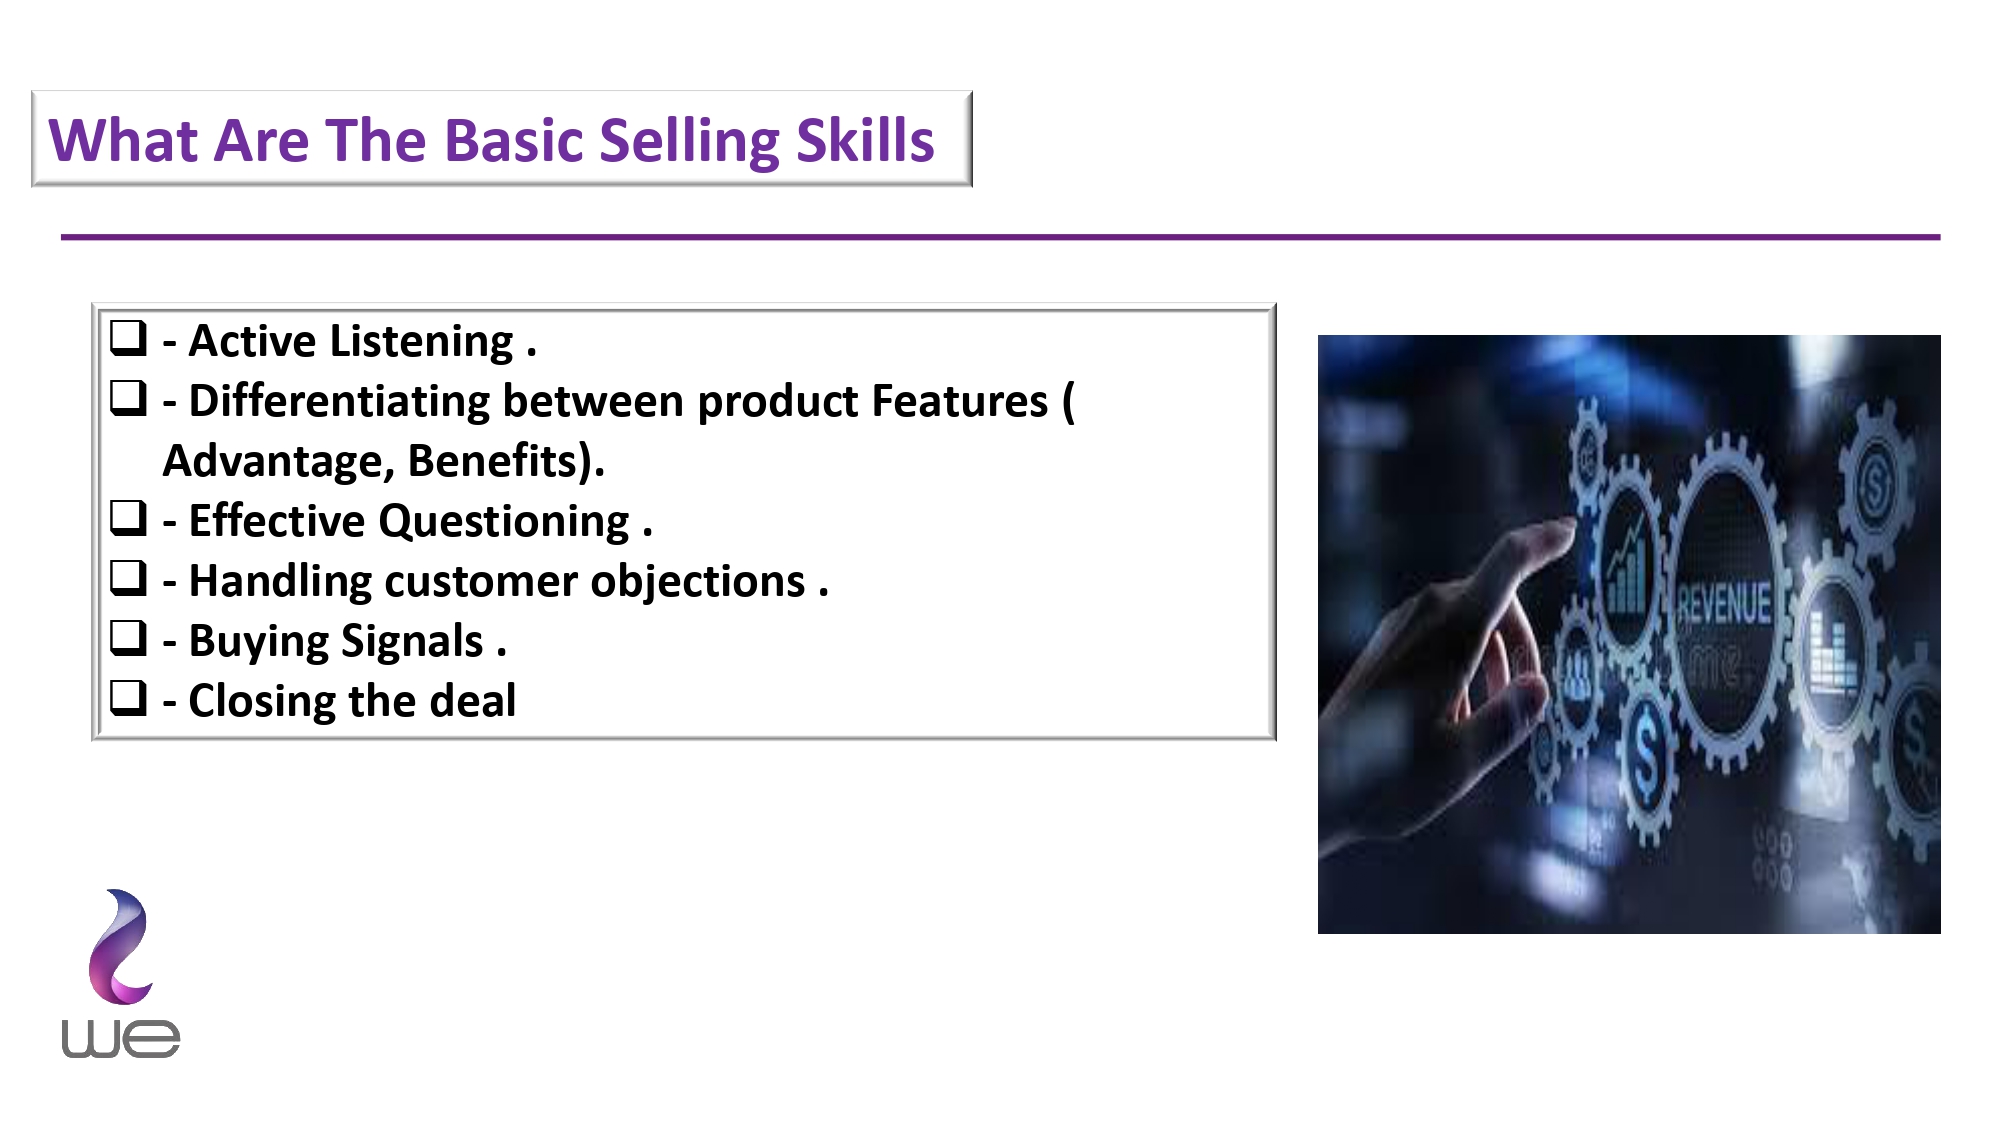 What Are The Basic Selling Skills
❑ - Active Listening .
❑ - Differentiating between product Features (
Advantage, Benefits).
❑ - Effective Questioning .
❑ - Handling customer objections .
❑ - Buying Signals .
❑ - Closing the deal
REVENUE
we